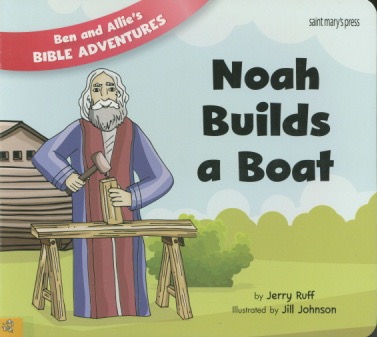 Ben and Allie's
BIBLE ADVENTURES
saint mary's press
Noah
Builds
a Boat
by Jerry Ruff
Illustrated by Jill Johnson